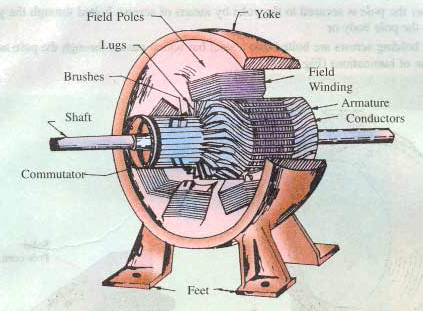 Field Poles
Yoke
Lugs
Brushes
Field
Winding
Armature
Shaft
Conductors
Commutator
Feet